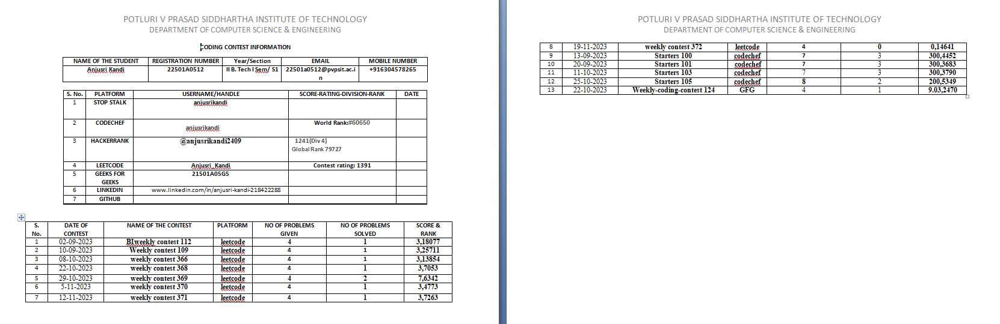 POTLURI V PRASAD SIDDHARTHA INSTITUTE OF TECHNOLOGY
DEPARTMENT OF COMPUTER SCIENCE & ENGINEERING
CODING CONTEST INFORMATION
NAME OF THE STUDENT REGISTRATION NUMBER Year/Section EMAIL MOBILE NUMBER
Anjusri Kandi 22501A0512 II B. Tech I Sem/ S1 22501a0512@pvpsit.ac.i +916304578265
n
S. No. PLATFORM USERNAME/HANDLE SCORE-RATING-DIVISION-RANK DATE
1 STOP STALK anjusrikandi
2 CODECHEF World Rank:#60650
anjusrikandi
3 HACKERRANK @anjusrikandi2409 1241(Div 4)
Global Rank 79727
4 LEETCODE Anjusri_Kandi Contest rating: 1391
5 GEEKS FOR 21501A05G5
GEEKS
6 LINKEDIN www.linkedin.com/in/anjusri-kandi-218422288
7 GITHUB
S. DATE OF NAME OF THE CONTEST PLATFORM NO OF PROBLEMS NO OF PROBLEMS SCORE &
No. CONTEST GIVEN SOLVED RANK
1 02-09-2023 BIweekly contest 112 leetcode 4 1 3,18077
2 10-09-2023 Weekly contest 109 leetcode 4 1 3,25711
3 08-10-2023 weekly contest 366 leetcode 4 1 3,13854
4 22-10-2023 weekly contest 368 leetcode 4 1 3,7053
5 29-10-2023 weekly contest 369 leetcode 4 2 7,6342
6 5-11-2023 weekly contest 370 leetcode 4 1 3,4773
7 12-11-2023 weekly contest 371 leetcode 4 1 3,7263
POTLURI V PRASAD SIDDHARTHA INSTITUTE OF TECHNOLOGY
DEPARTMENT OF COMPUTER SCIENCE & ENGINEERING
8 19-11-2023 weekly contest 372 leetcode 4 0 0,14641
9 13-09-2023 Starters 100 codechef 7 3 300,4452
10 20-09-2023 Starters 101 codechef 7 3 300,3683
11 11-10-2023 Starters 103 codechef 7 3 300,3790
12 25-10-2023 Starters 105 codechef 8 2 200,5349
13 22-10-2023 Weekly-coding-contest 124 GFG 4 1 9.03,2470